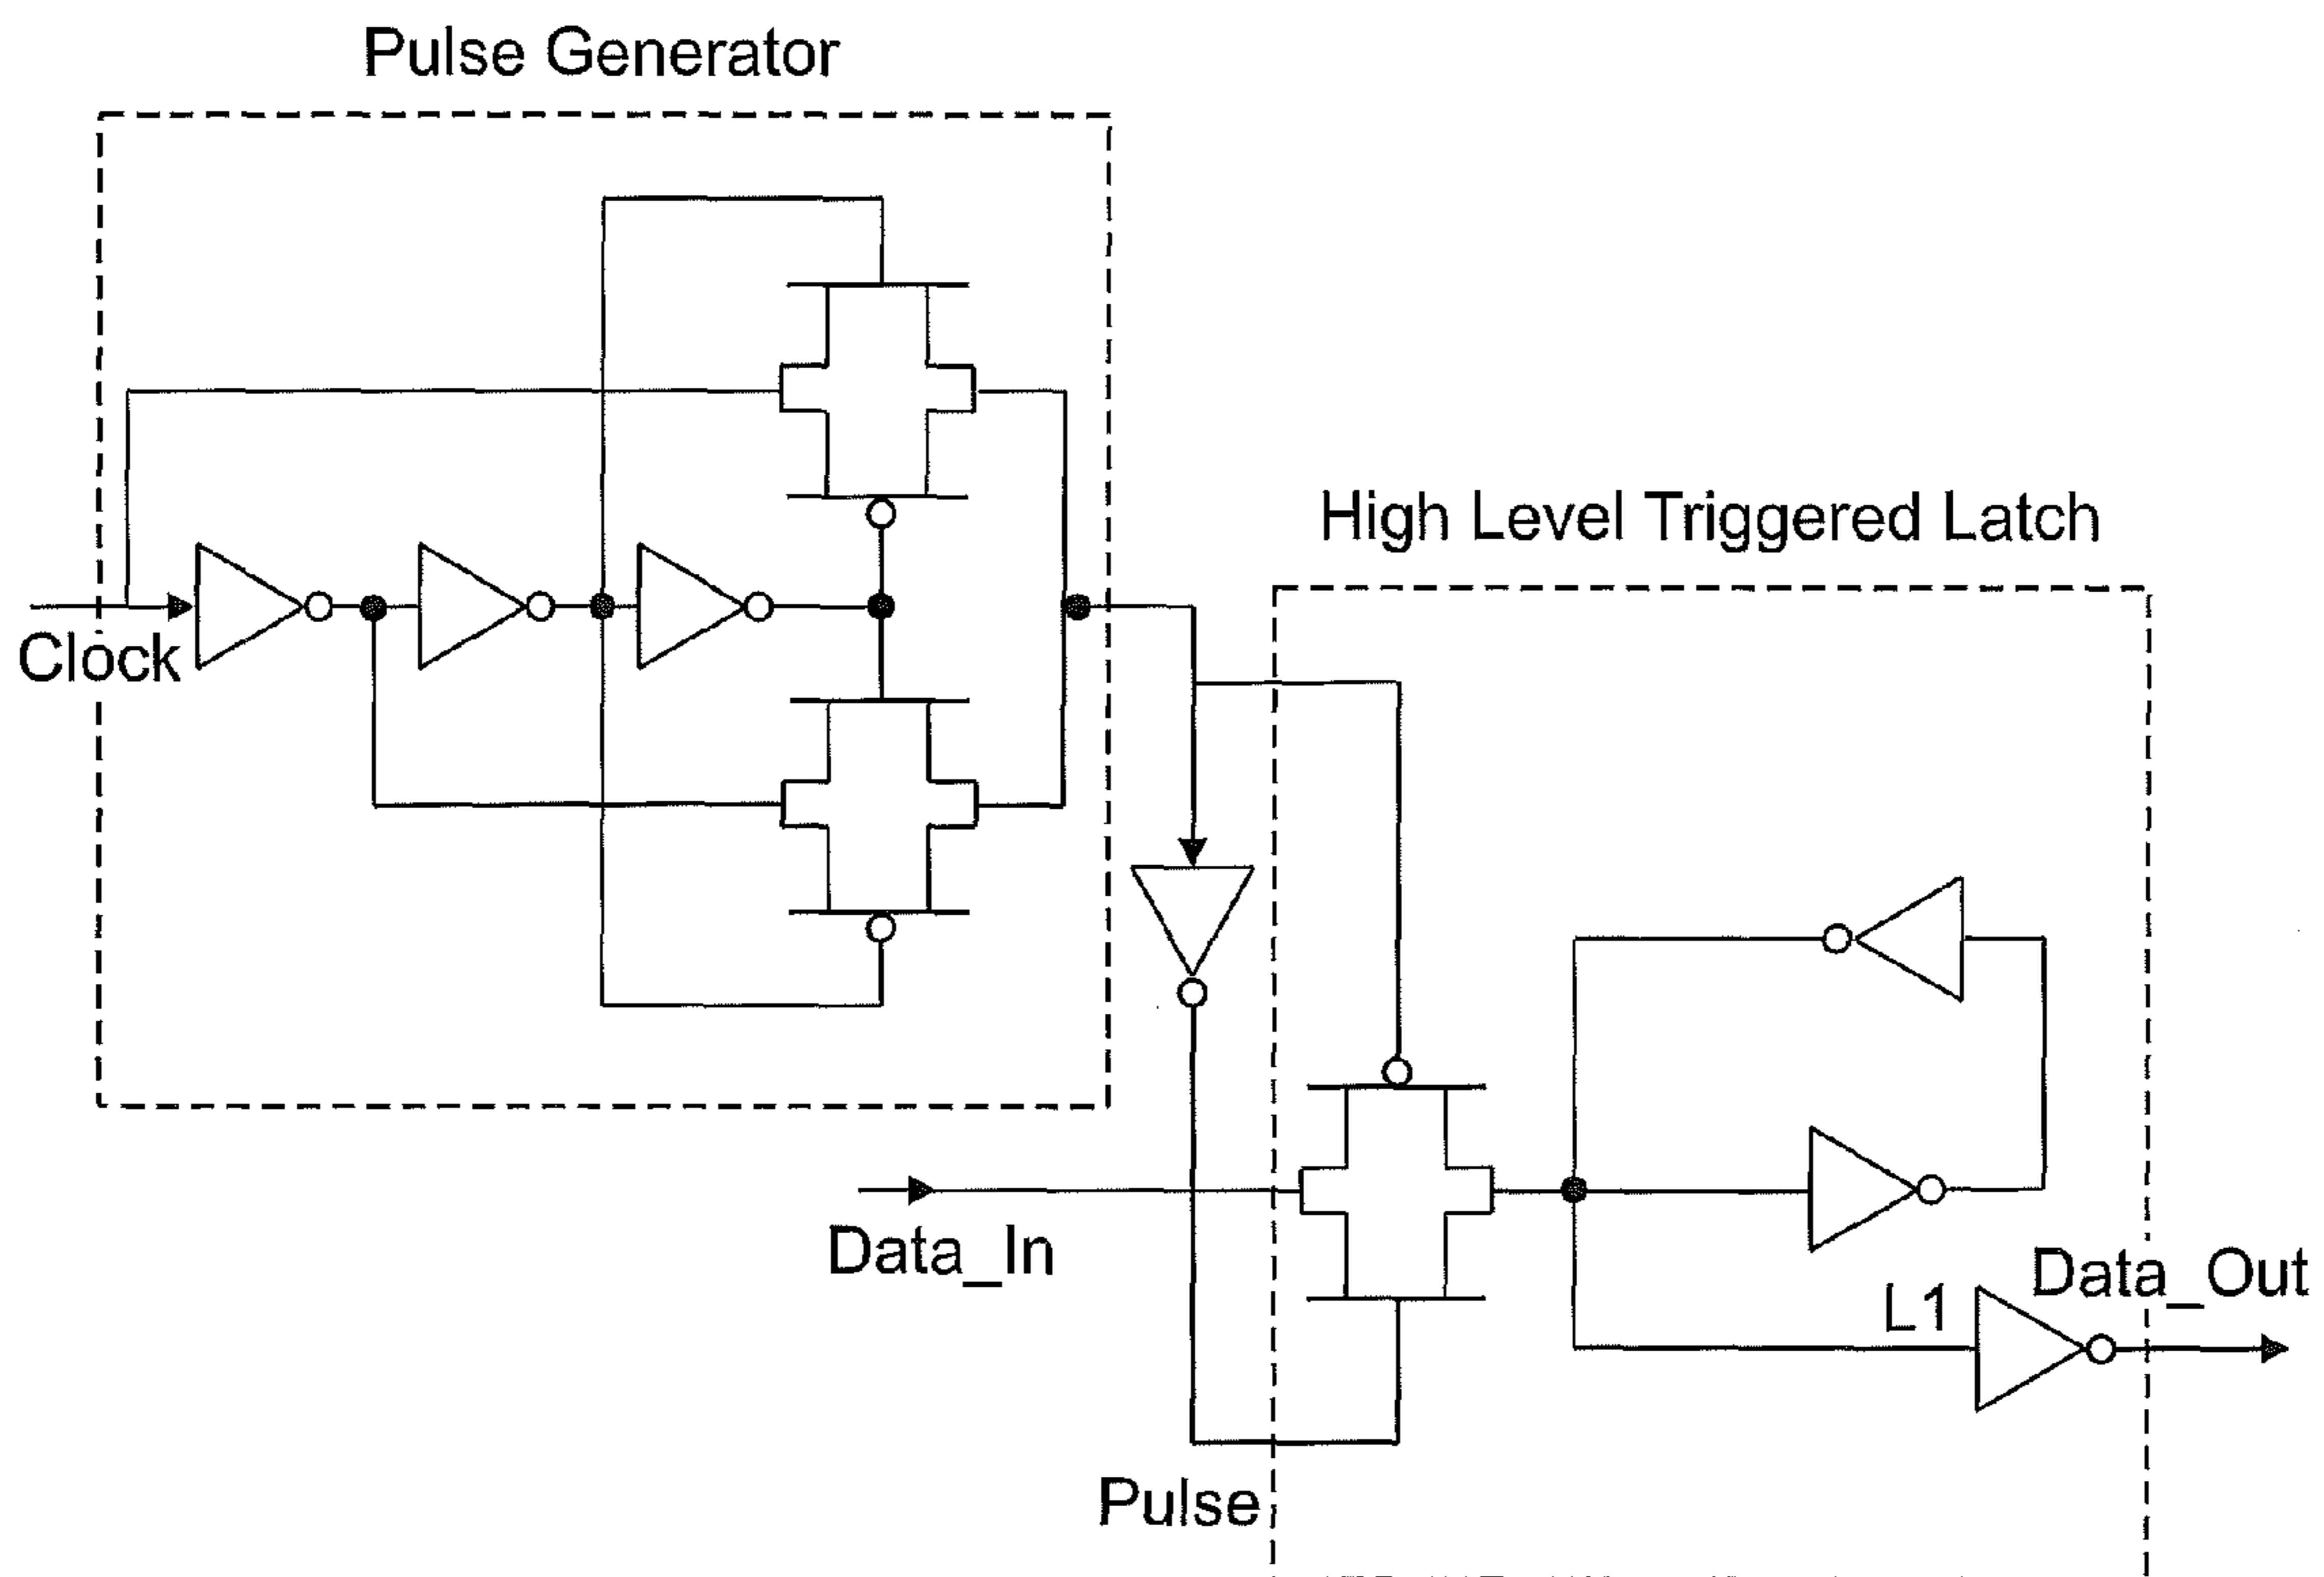 Pulse Generator
High Level Triggered Latch
Clock
Data_In
L1
Data_Out
Pulse